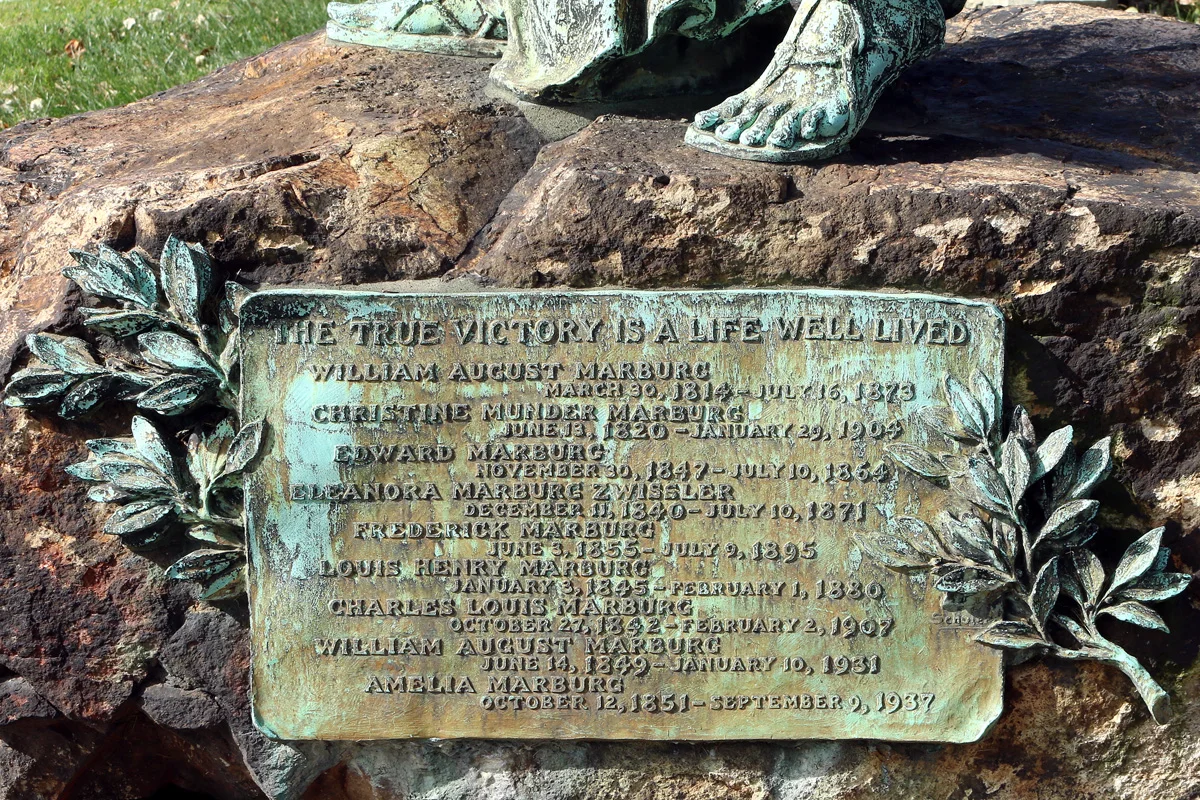 THE TRUE VICTORY IS A LIFE WELL LIVED
WILLIAM AUGUST MARBURG
MARCH 30, 1814 - JULY 16, 1873
CHRISTINE MUNDER MARBURG
JUNE 13, 1820 - JANUARY 29, 1904
EDWARD MARBURG
NOVEMBER 30, 1847 - JULY 10, 1864
ELEANORA MARBURG ZWISSLER
DECEMBER 11, 1840 - JULY 10, 1871
FREDERICK MARBURG
JUNE 3, 1855 - JULY 9, 1895
LOUIS HENRY MARBURG
JANUARY 3, 1845 - FEBRUARY 1, 1880
CHARLES LOUIS MARBURG
OCTOBER 27, 1842 - FEBRUARY 2, 1907
WILLIAM AUGUST MARBURG
JUNE 14, 1849 - JANUARY 10, 1931
AMELIA MARBURG
OCTOBER 12, 1851 - SEPTEMBER 9, 1937